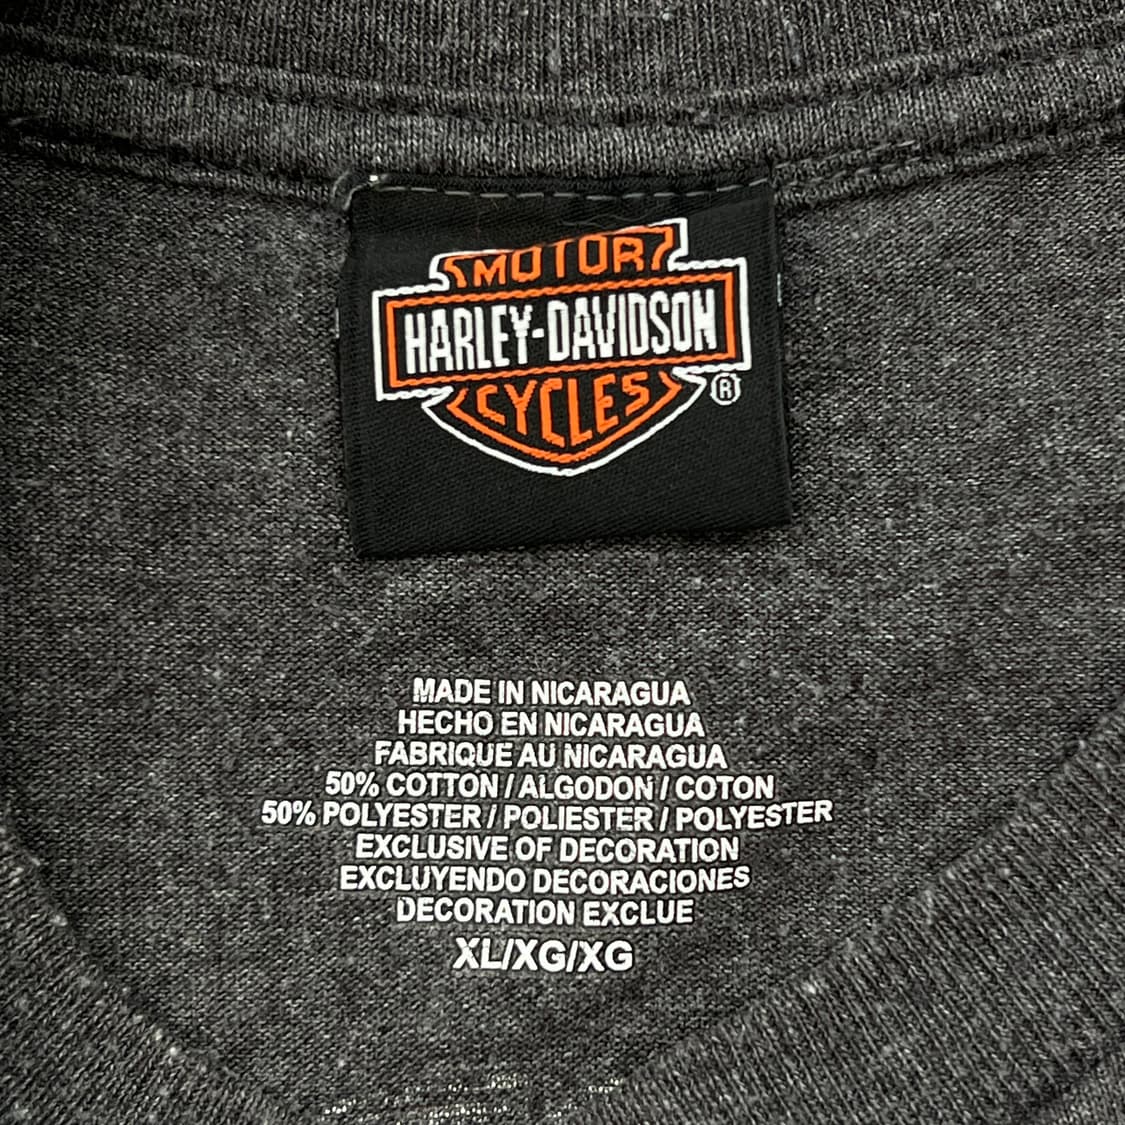 MOTOR
HARLEY-DAVIDSON
CYCLES ®
MADE IN NICARAGUA
HECHO EN NICARAGUA
FABRIQUE AU NICARAGUA
50% COTTON / ALGODON / COTON
50% POLYESTER / POLIESTER / POLYESTER
EXCLUSIVE OF DECORATION
EXCLUYENDO DECORACIONES
DECORATION EXCLUE
XL/XG/XG